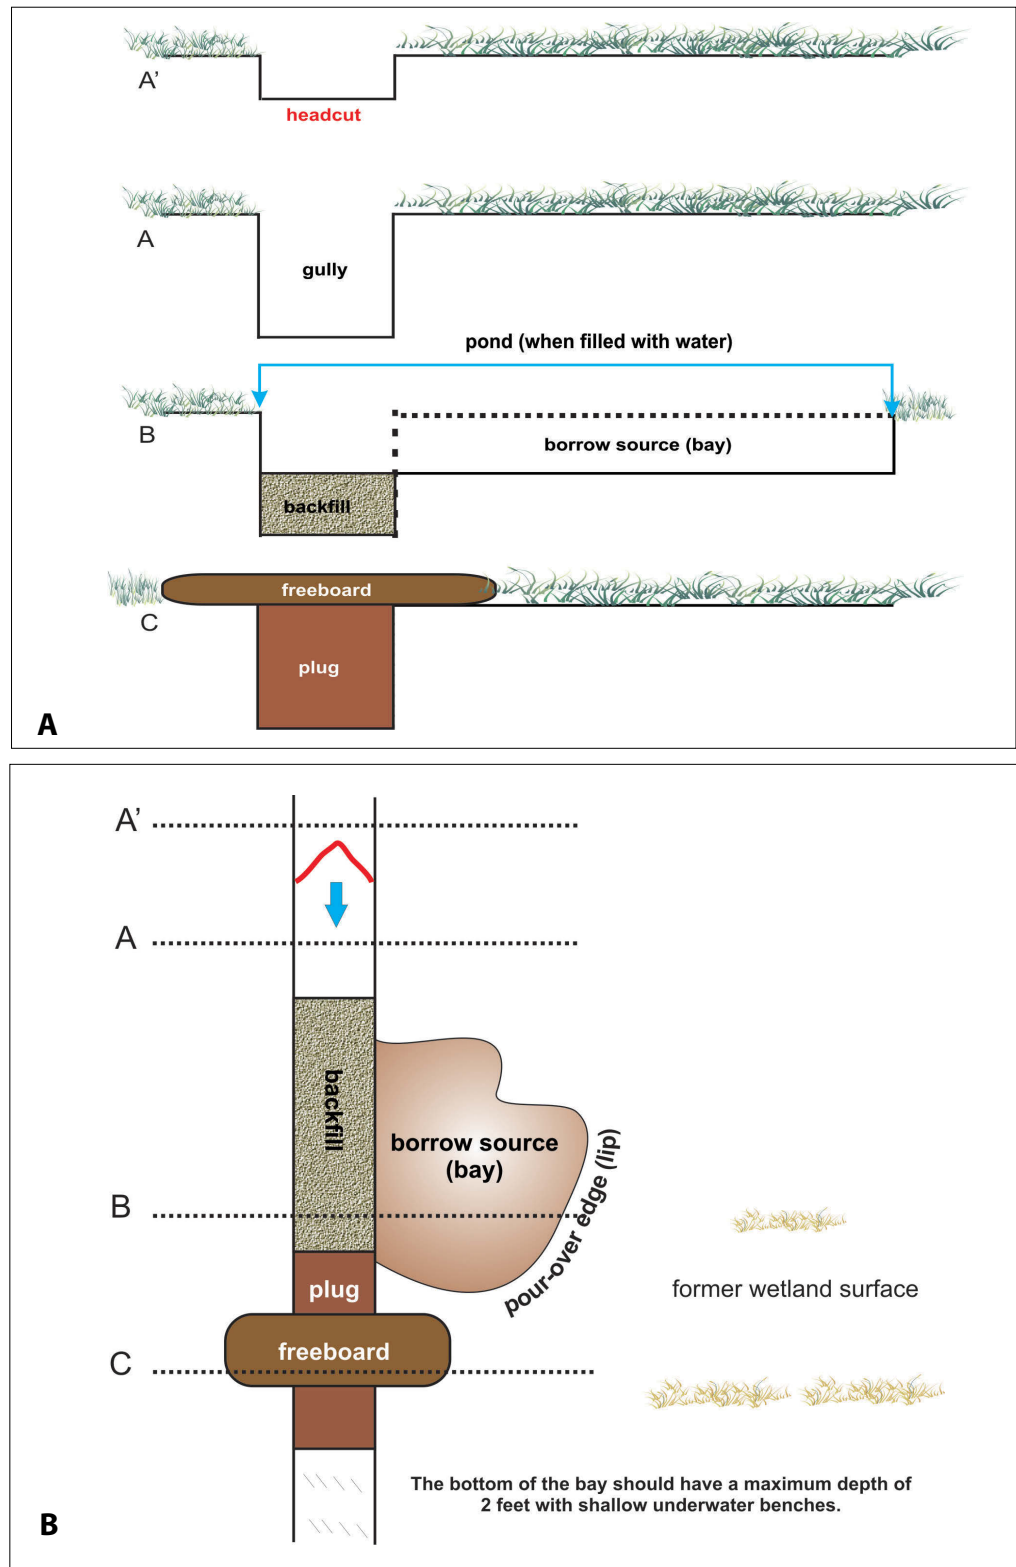 A’
headcut
A
gully
pond (when filled with water)
B
borrow source (bay)
backfill
freeboard
C
plug
A
A’
A
backfill
borrow source
(bay)
pour-over edge (lip)
B
plug
former wetland surface
freeboard
C
The bottom of the bay should have a maximum depth of
2 feet with shallow underwater benches.
B